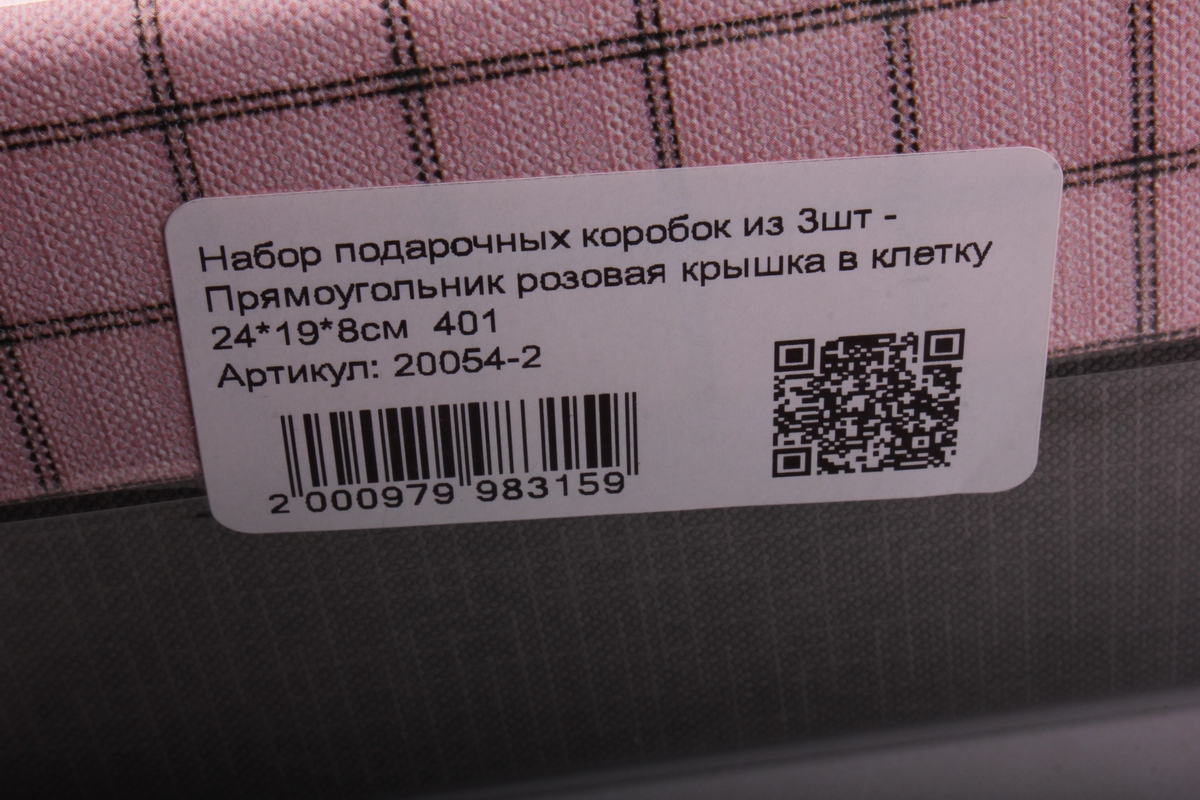 Набор подарочных коробок из 3шт -
Прямоугольник розовая крышка в клетку
24*19*8см 401
Артикул: 20054-2
2 000979 983159